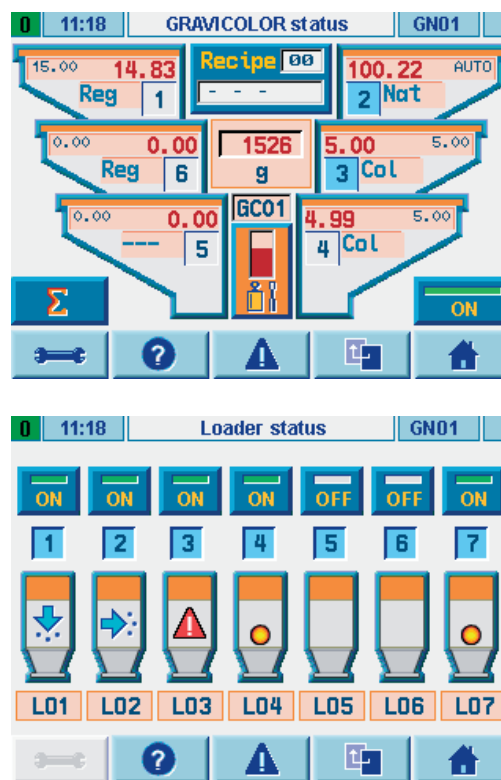 0 11:18 GRAVICOLOR status GN01
15.00 14.83 Recipe 00 100.22 AUTO
Reg 1 - - - 2 Nat
0.00 0.00 1526 5.00 5.00
Reg 6 g 3 Col
0.00 0.00 GC01 4.99 5.00
--- 5 4 Col
Σ ON
?
0 11:18 Loader status GN01
ON ON ON ON OFF OFF ON
1 2 3 4 5 6 7
L01 L02 L03 L04 L05 L06 L07
?